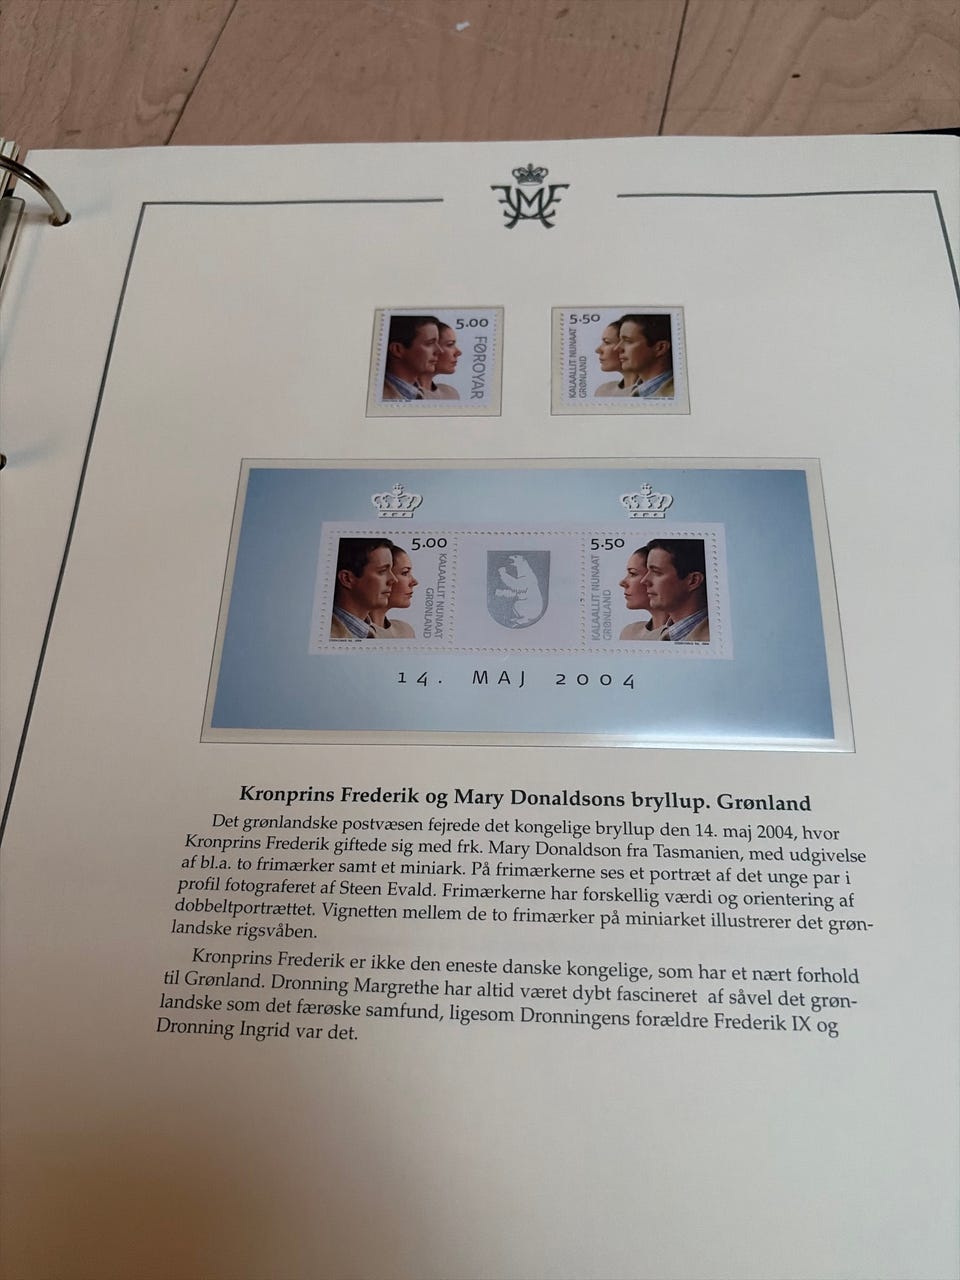 5.00
FØROYAR
5.50
KALAALLIT NUNAAT
GRØNLAND
5.00
KALAALLIT NUNAAT
GRØNLAND
5.50
KALAALLIT NUNAAT
GRØNLAND
14. MAJ 2004
Kronprins Frederik og Mary Donaldsons bryllup. Grønland
Det grønlandske postvæsen fejrede det kongelige bryllup den 14. maj 2004, hvor
Kronprins Frederik giftede sig med frk. Mary Donaldson fra Tasmanien, med udgivelse
af bl.a. to frimærker samt et miniark. På frimærkerne ses et portræt af det unge par i
profil fotograferet af Steen Evald. Frimærkerne har forskellig værdi og orientering af
dobbeltportrættet. Vignetten mellem de to frimærker på miniarket illustrerer det grøn-
landske rigsvåben.
Kronprins Frederik er ikke den eneste danske kongelige, som har et nært forhold
til Grønland. Dronning Margrethe har altid været dybt fascineret af såvel det grøn-
landske som det færøske samfund, ligesom Dronningens forældre Frederik IX og
Dronning Ingrid var det.